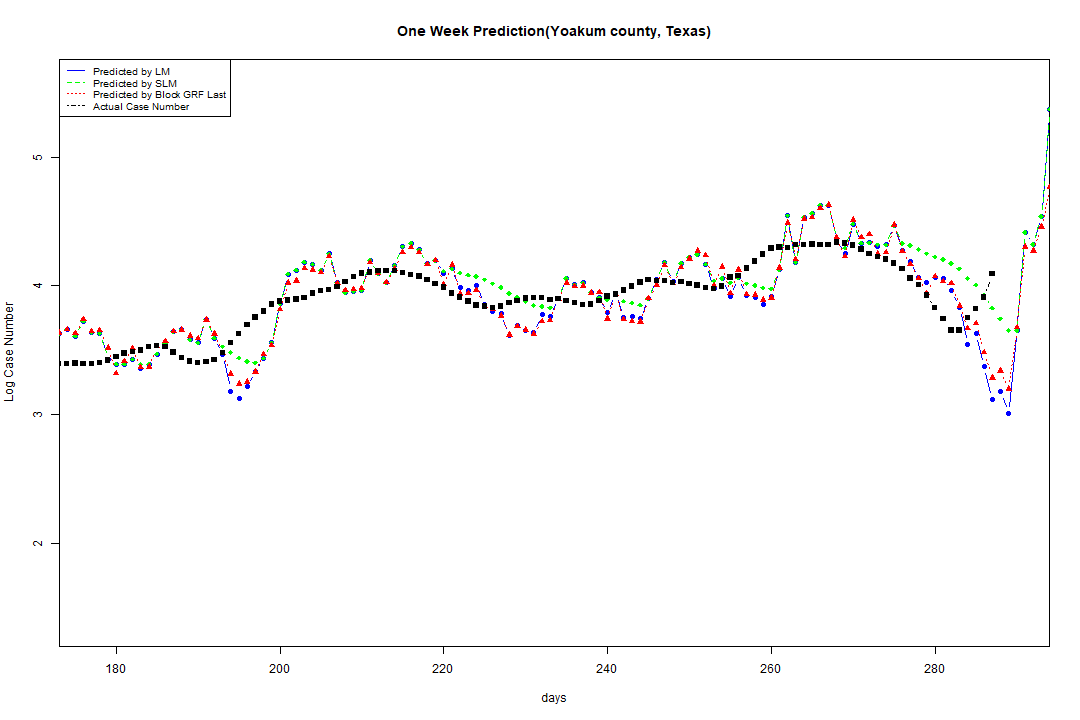 One Week Prediction(Yoakum county, Texas)
Predicted by LM
Predicted by SLM
Predicted by Block GRF Last
Actual Case Number
Log Case Number
5
4
3
2
180 200 220 240 260 280
days